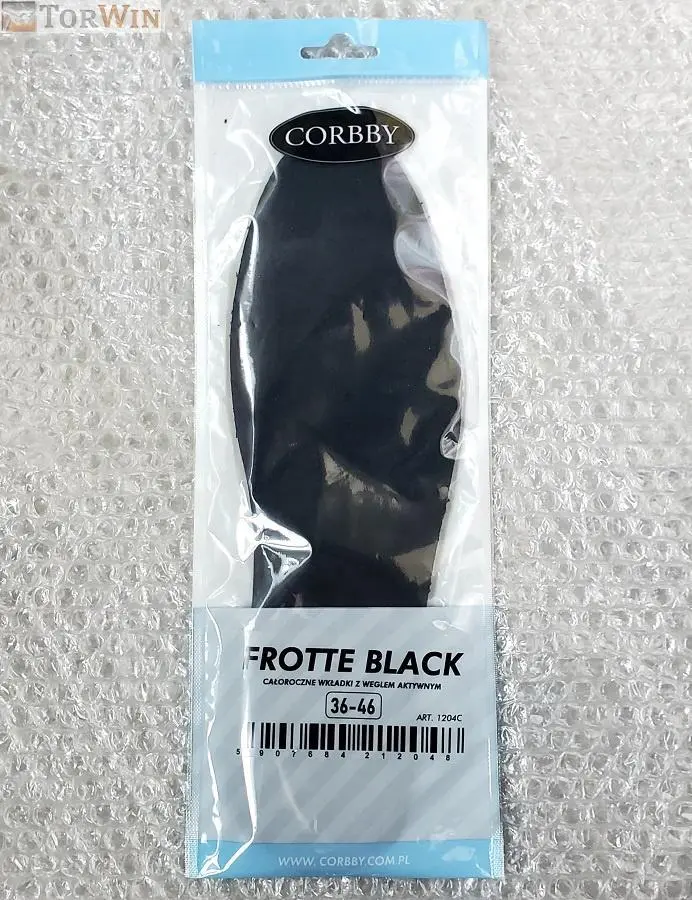 TORWIN
CORBBY
FROTTE BLACK
CAŁOROCZNE WKŁADKI Z WEGLEM AKTYWNYM
36-46
ART. 1204C
5 907684 212048
WWW.CORBBY.COM.PL